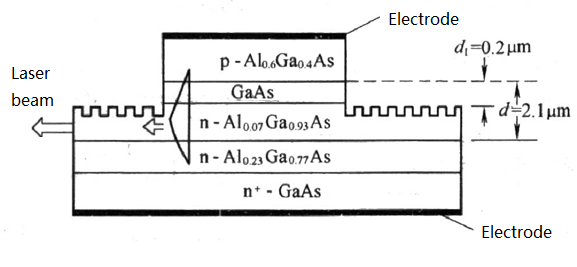 Electrode
p - Al0.6Ga0.4As
d1=0.2μm
Laser
beam
GaAs
n - Al0.07Ga0.93As
d=2.1μm
n - Al0.23Ga0.77As
n+ - GaAs
Electrode